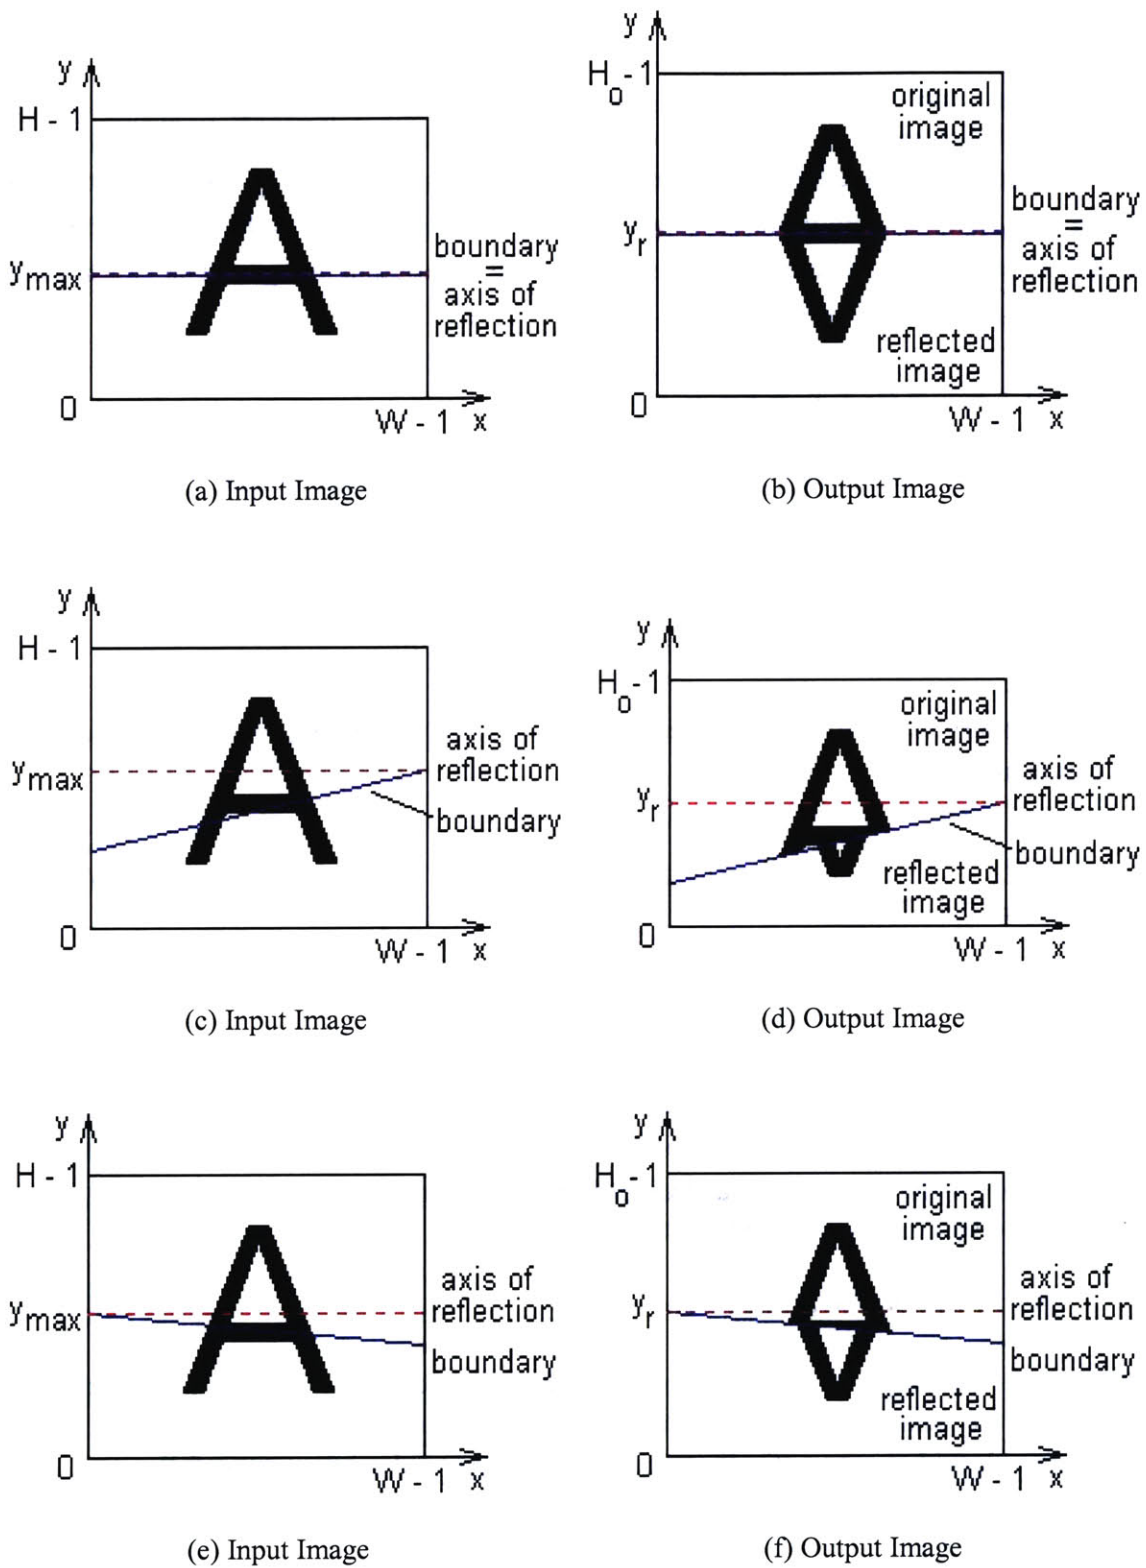 y
H - 1
A
y_max
boundary
=
axis of
reflection
0
W - 1 x
(a) Input Image
y
H_o-1
original
image
y_r
boundary
=
axis of
reflection
reflected
image
0
W - 1 x
(b) Output Image
y
H - 1
A
axis of
reflection
y_max
boundary
0
W - 1 x
(c) Input Image
y
H_o-1
original
image
axis of
reflection
y_r
boundary
reflected
image
0
W - 1 x
(d) Output Image
y
H - 1
A
axis of
reflection
y_max
boundary
0
W - 1 x
(e) Input Image
y
H_o-1
original
image
axis of
reflection
y_r
boundary
reflected
image
0
W - 1 x
(f) Output Image